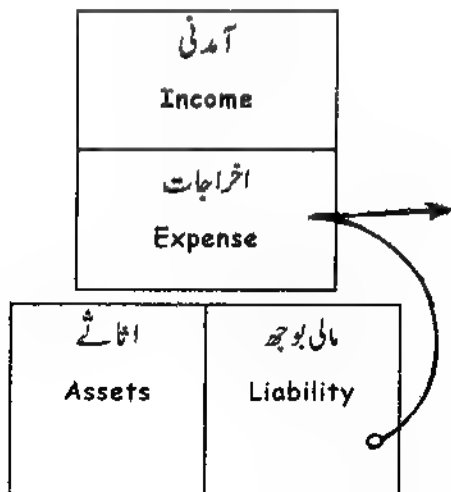 آمدنی
Income
اخراجات
Expense
اثاثے
Assets
مالی بوجھ
Liability